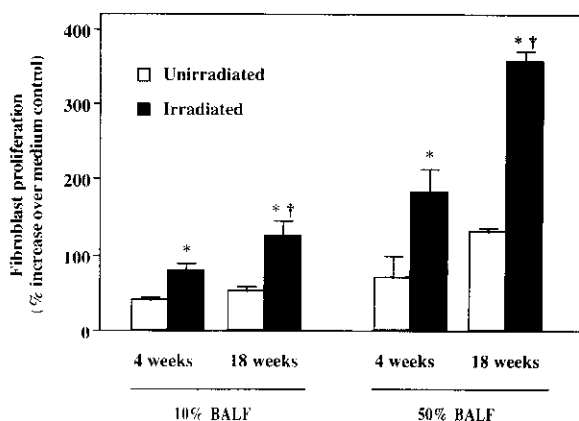 Fibroblast proliferation
(% increase over medium control)
400
300
200
100
0
Unirradiated
Irradiated
*
* †
*
* †
4 weeks
18 weeks
4 weeks
18 weeks
10% BALF
50% BALF